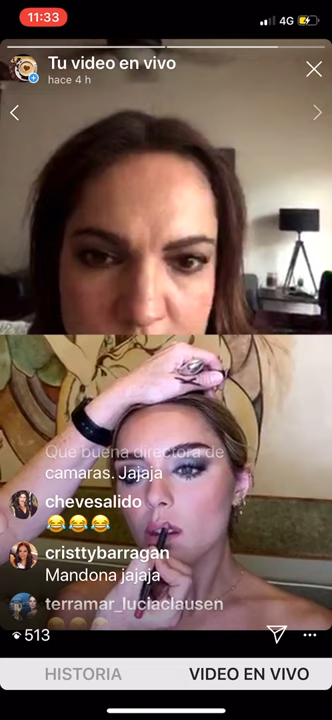 11:33
4G
Tu video en vivo
hace 4 h
Que buena directora de
camaras. Jajaja
chevesalido
😂😂😂
cristtybarragan
Mandona jajaja
terramar_luciaclausen
513
HISTORIA
VIDEO EN VIVO